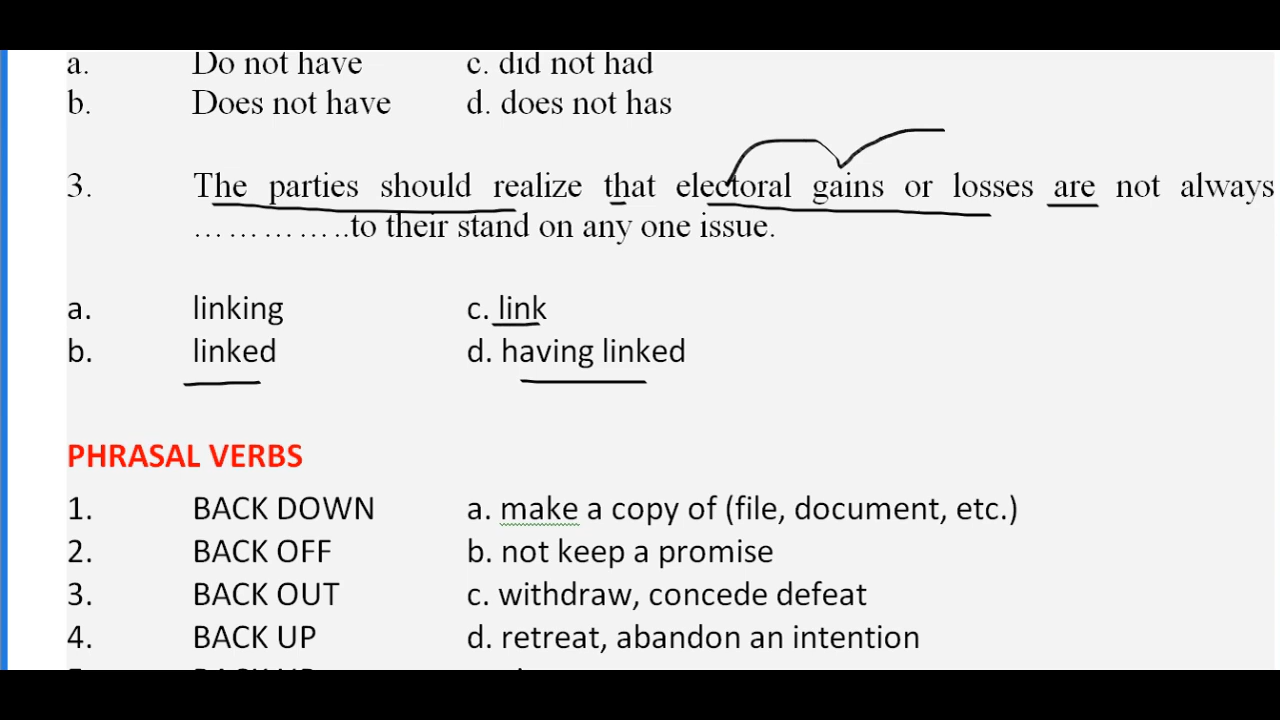 a. Do not have c. did not had
b. Does not have d. does not has
3. The parties should realize that electoral gains or losses are not always
…………..to their stand on any one issue.
a. linking c. link
b. linked d. having linked
PHRASAL VERBS
1. BACK DOWN a. make a copy of (file, document, etc.)
2. BACK OFF b. not keep a promise
3. BACK OUT c. withdraw, concede defeat
4. BACK UP d. retreat, abandon an intention